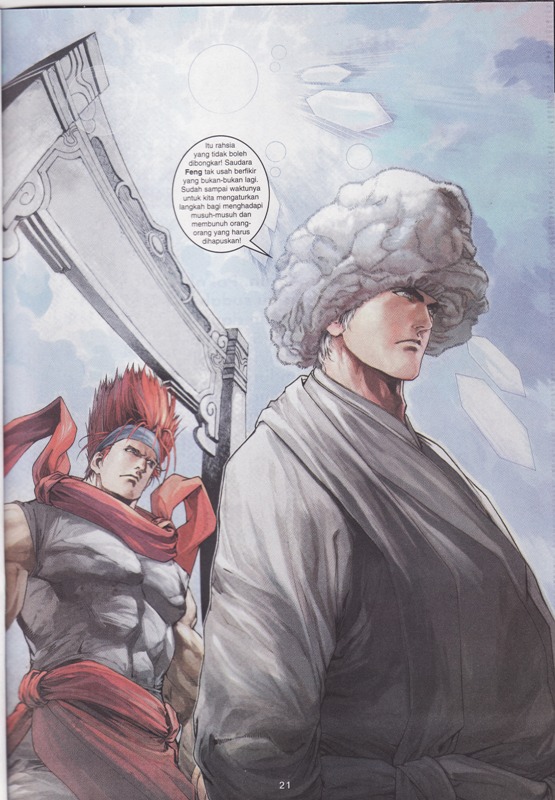 Itu rahsia
yang tidak boleh
dibongkar! Saudara
Feng tak usah berfikir
yang bukan-bukan lagi.
Sudah sampai waktunya
untuk kita mengaturkan
langkah bagi menghadapi
musuh-musuh dan
membunuh orang-
orang yang harus
dihapuskan!
21